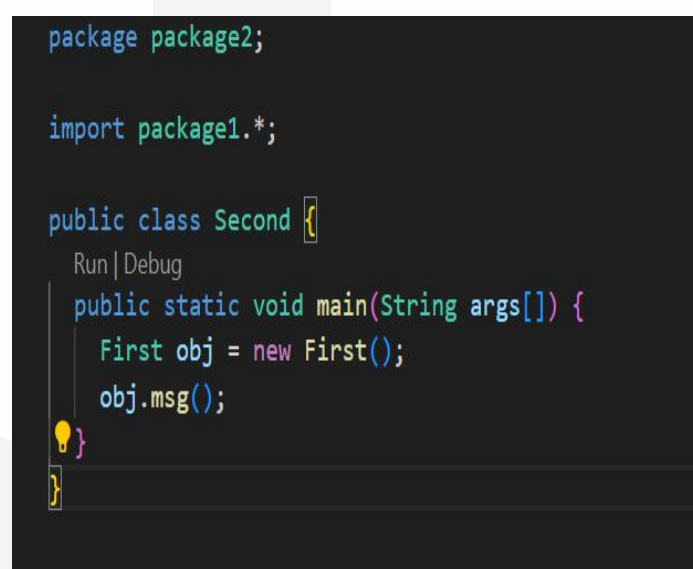 package package2;
import package1.*;
public class Second {
Run | Debug
public static void main(String args[]) {
First obj = new First();
obj.msg();
}
}